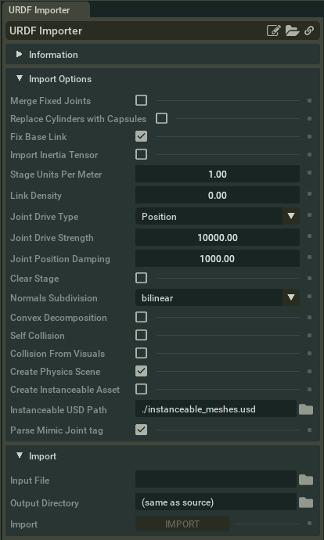 URDF Importer
URDF Importer
Information
Import Options
Merge Fixed Joints
Replace Cylinders with Capsules
Fix Base Link
Import Inertia Tensor
Stage Units Per Meter 1.00
Link Density 0.00
Joint Drive Type Position
Joint Drive Strength 10000.00
Joint Position Damping 1000.00
Clear Stage
Normals Subdivision bilinear
Convex Decomposition
Self Collision
Collision From Visuals
Create Physics Scene
Create Instanceable Asset
Instanceable USD Path ./instanceable_meshes.usd
Parse Mimic Joint tag
Import
Input File
Output Directory (same as source)
Import IMPORT